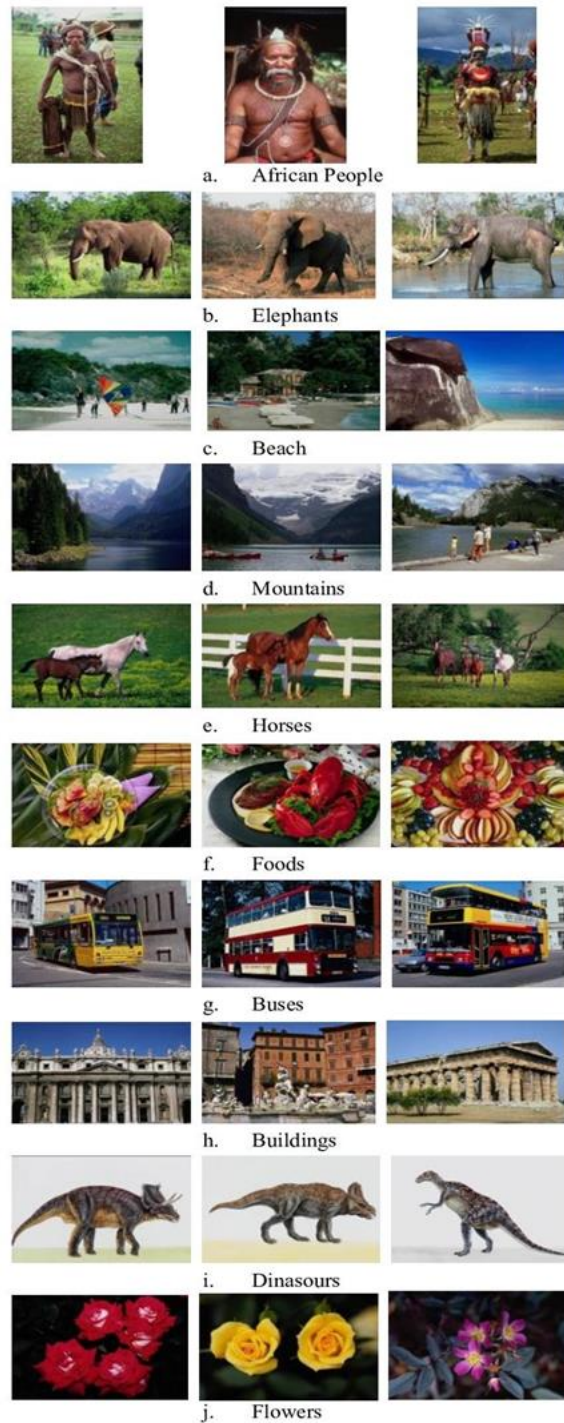 a. African People
b. Elephants
c. Beach
d. Mountains
e. Horses
f. Foods
g. Buses
h. Buildings
i. Dinasours
j. Flowers